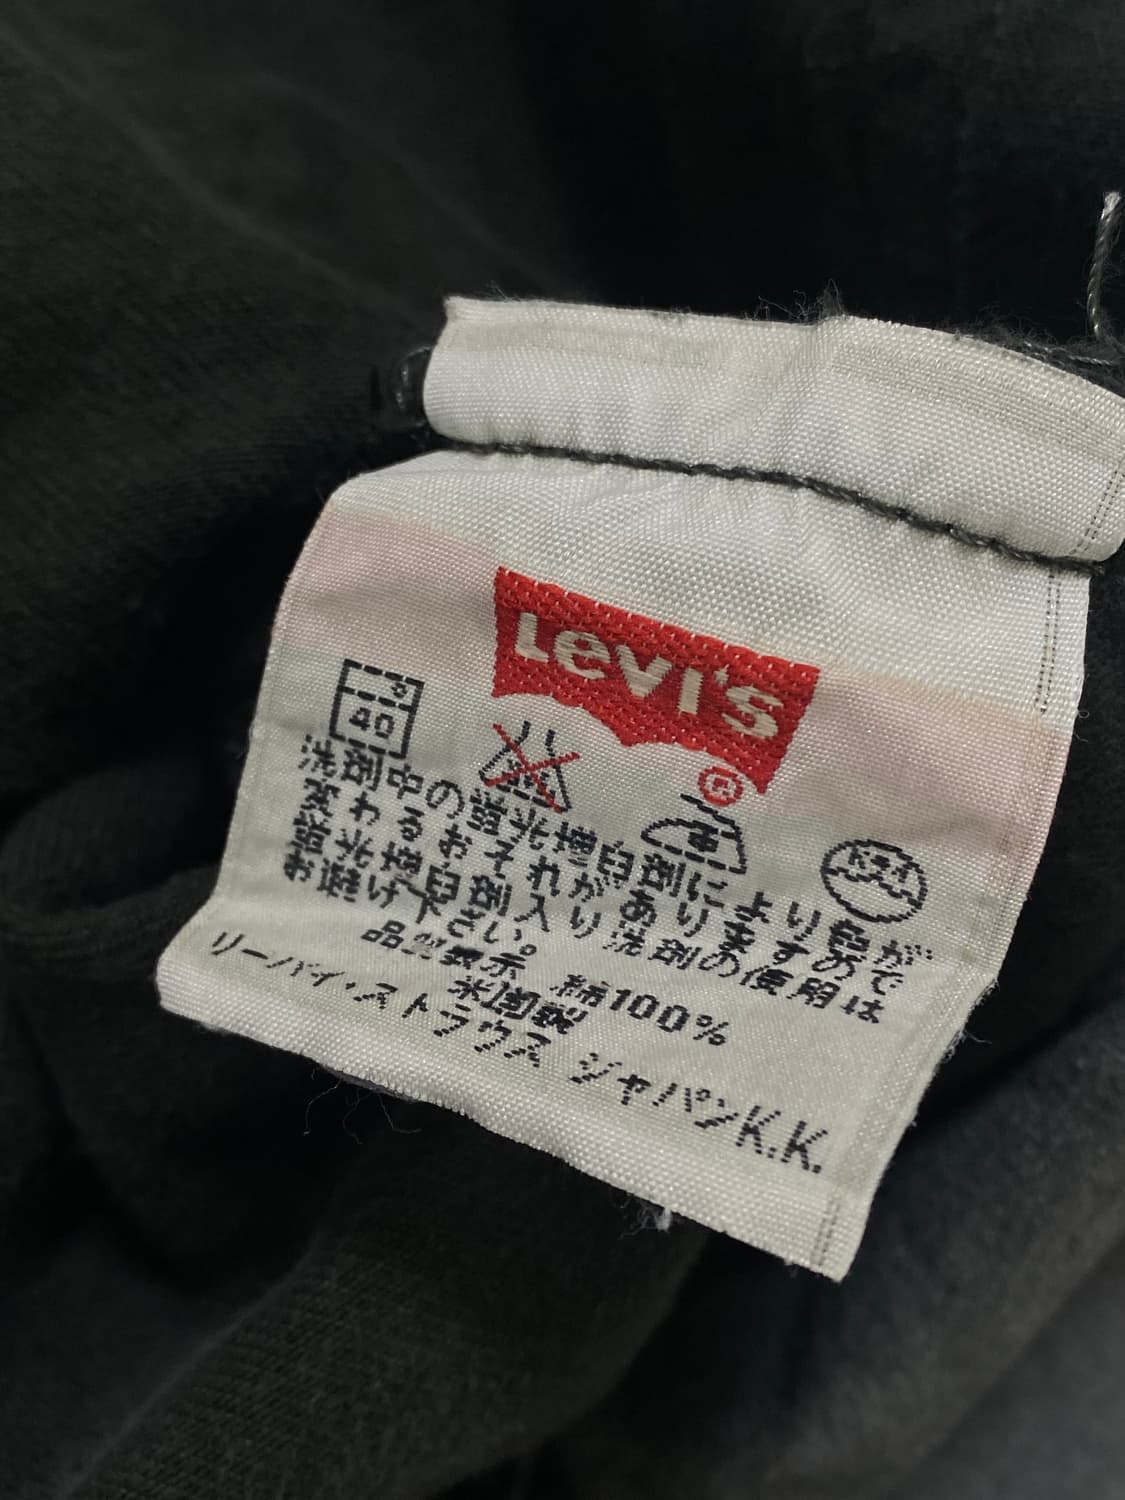 Levi's
®
洗剤中の蛍光増白剤により色が
変わるおそれがありますので
蛍光増白剤入り洗剤の使用は
お避け下さい。
品質表示 綿100%
米国製
リーバイ・ストラウス ジャパンK.K.